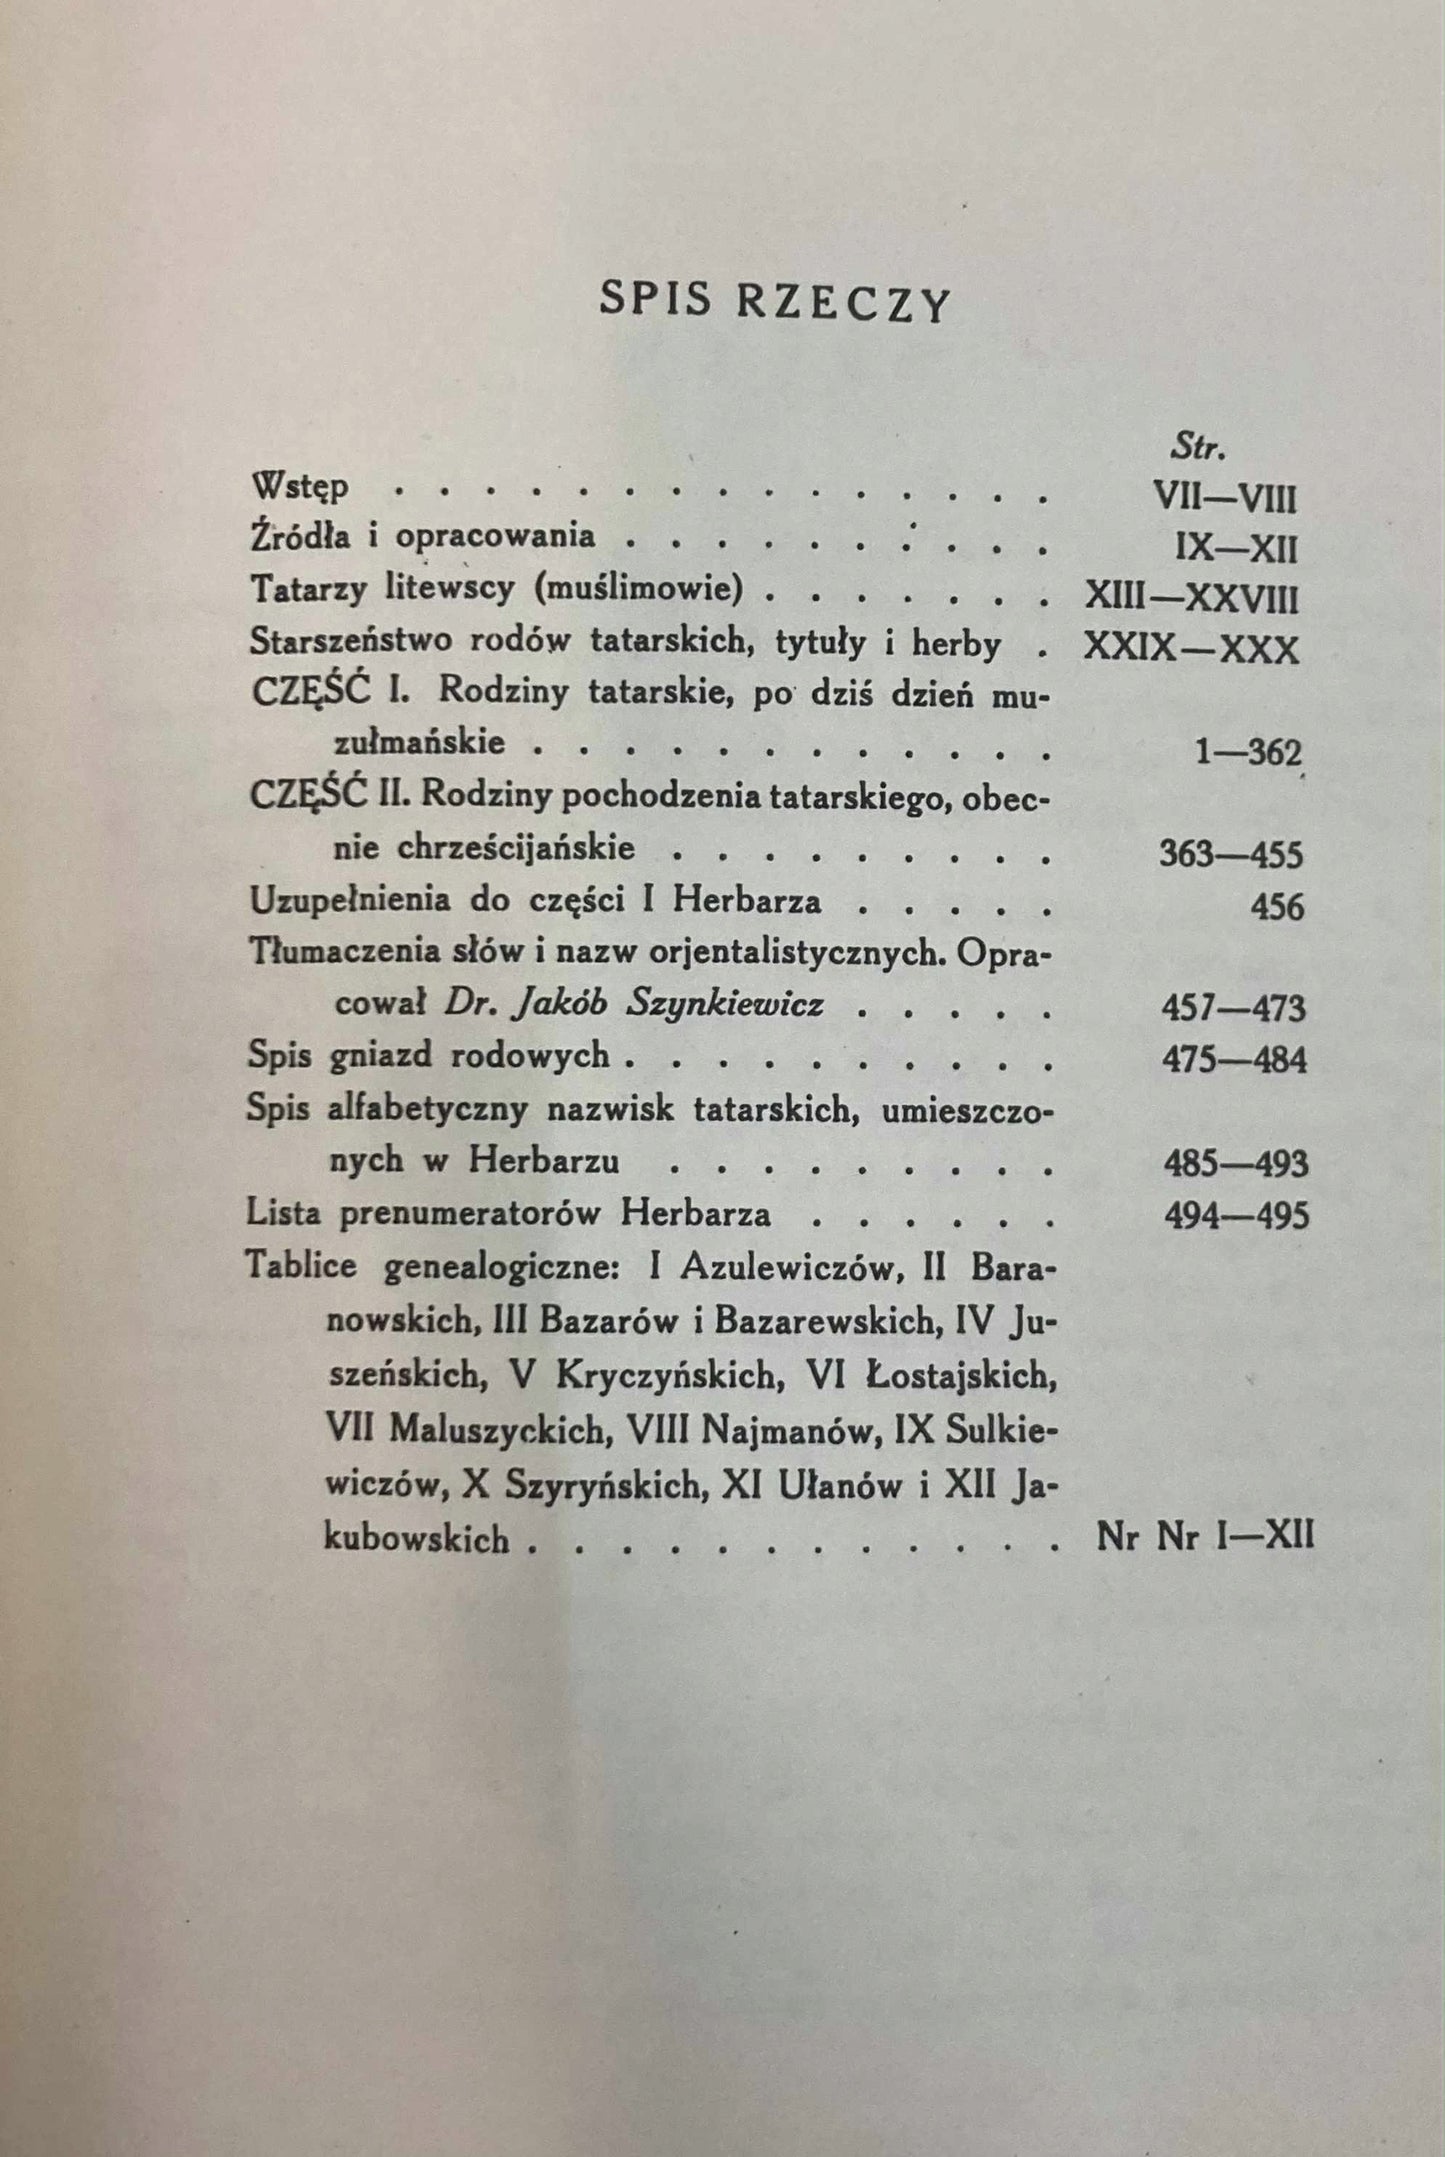 SPIS RZECZY
Str.
Wstęp . . . . . . . . . . . . . . . VII—VIII
Źródła i opracowania . . . . . . . . . . IX—XII
Tatarzy litewscy (muślimowie) . . . . . . . XIII—XXVIII
Starszeństwo rodów tatarskich, tytuły i herby . XXIX—XXX
CZĘŚĆ I. Rodziny tatarskie, po dziś dzień mu-
zułmańskie . . . . . . . . . . . . 1—362
CZĘŚĆ II. Rodziny pochodzenia tatarskiego, obec-
nie chrześcijańskie . . . . . . . . . 363—455
Uzupełnienia do części I Herbarza . . . . . 456
Tłumaczenia słów i nazw orjentalistycznych. Opra-
cował Dr. Jakób Szynkiewicz . . . . . 457—473
Spis gniazd rodowych . . . . . . . . . . 475—484
Spis alfabetyczny nazwisk tatarskich, umieszczo-
nych w Herbarzu . . . . . . . . . 485—493
Lista prenumeratorów Herbarza . . . . . . 494—495
Tablice genealogiczne: I Azulewiczów, II Bara-
nowskich, III Bazarów i Bazarewskich, IV Ju-
szeńskich, V Kryczyńskich, VI Łostajskich,
VII Maluszyckich, VIII Najmanów, IX Sulkie-
wiczów, X Szyryńskich, XI Ułanów i XII Ja-
kubowskich . . . . . . . . . . . . Nr Nr I—XII